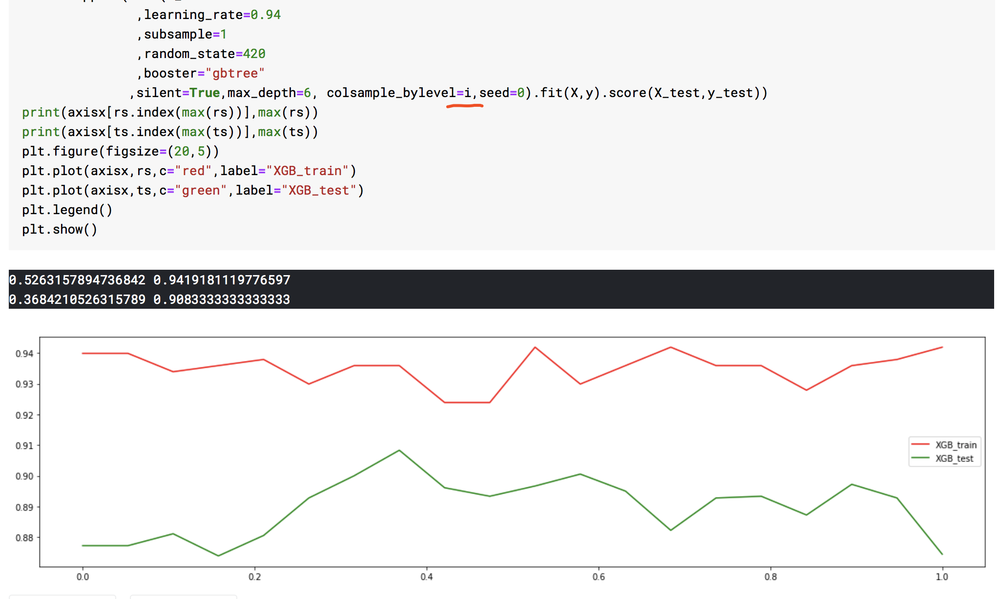 ,learning_rate=0.94
,subsample=1
,random_state=420
,booster="gbtree"
,silent=True,max_depth=6, colsample_bylevel=i,seed=0).fit(X,y).score(X_test,y_test))
print(axisx[rs.index(max(rs))],max(rs))
print(axisx[ts.index(max(ts))],max(ts))
plt.figure(figsize=(20,5))
plt.plot(axisx,rs,c="red",label="XGB_train")
plt.plot(axisx,ts,c="green",label="XGB_test")
plt.legend()
plt.show()
0.5263157894736842 0.9419181119776597
0.3684210526315789 0.9083333333333333
0.94
0.93
0.92
0.91
0.90
0.89
0.88
XGB_train
XGB_test
0.0 0.2 0.4 0.6 0.8 1.0